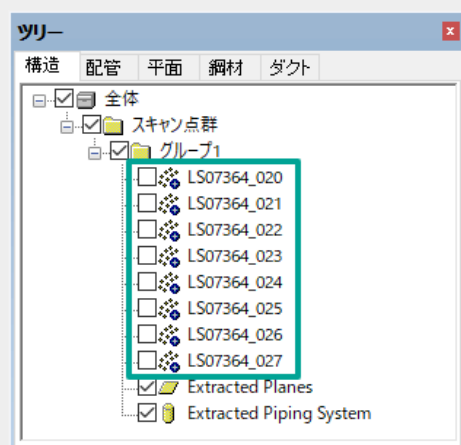 ツリー
構造 配管 平面 鋼材 ダクト
全体
スキャン点群
グループ1
LS07364_020
LS07364_021
LS07364_022
LS07364_023
LS07364_024
LS07364_025
LS07364_026
LS07364_027
Extracted Planes
Extracted Piping System